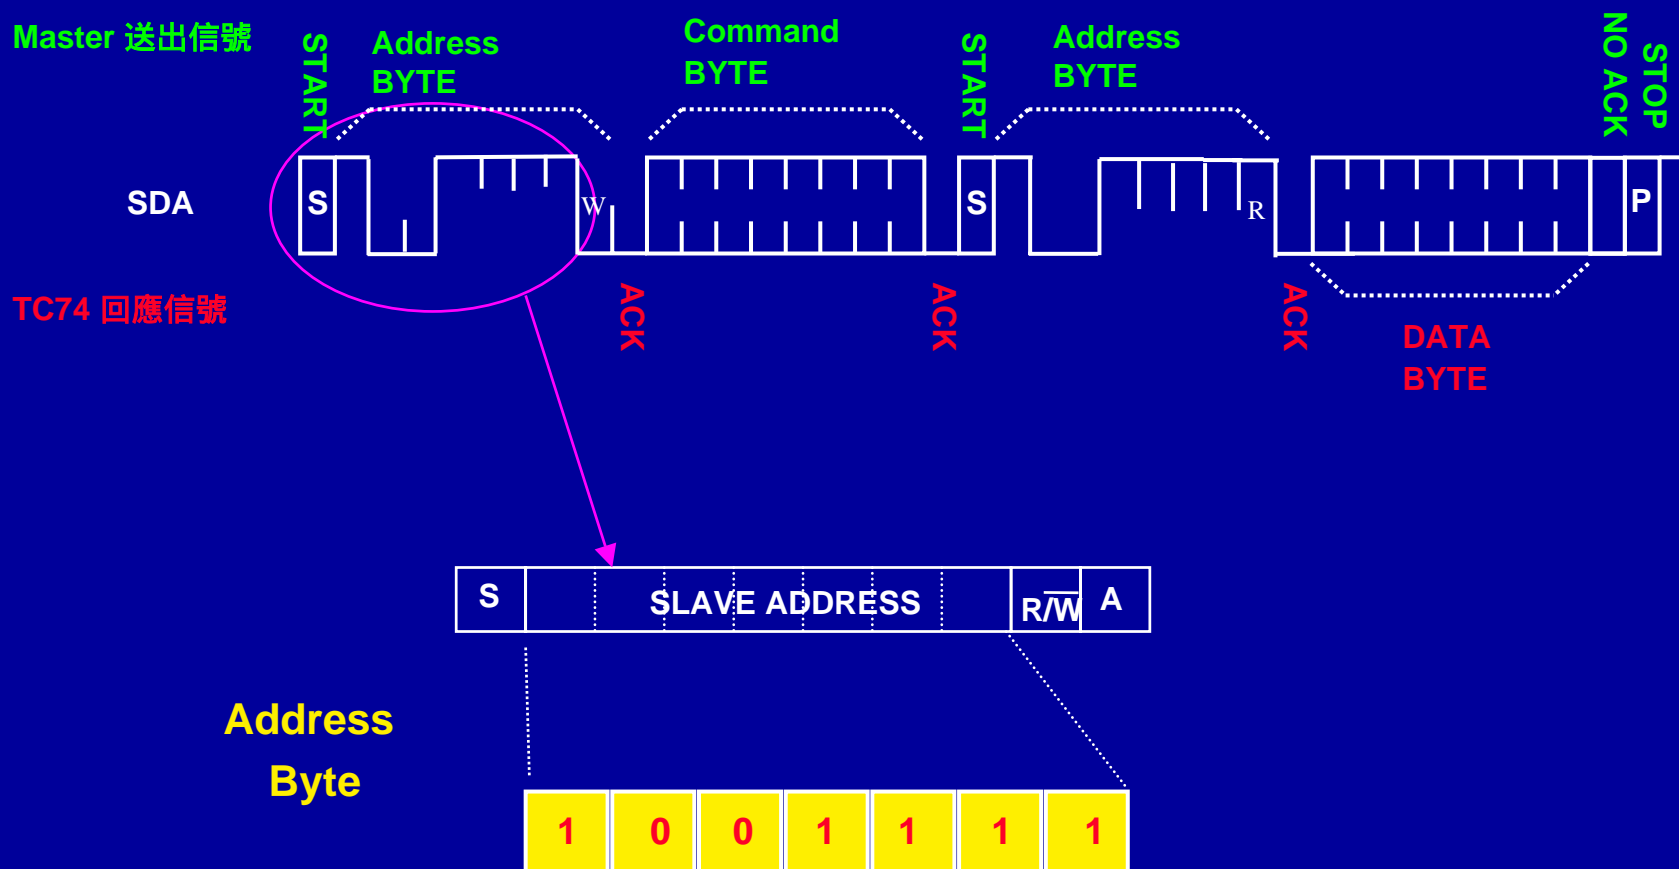 Master 送出信號
START
Address
BYTE
Command
BYTE
START
Address
BYTE
NO ACK
STOP
SDA
S
W
S
R
P
TC74 回應信號
ACK
ACK
ACK
DATA
BYTE
S
SLAVE ADDRESS
R/W
A
Address
Byte
1 0 0 1 1 1 1